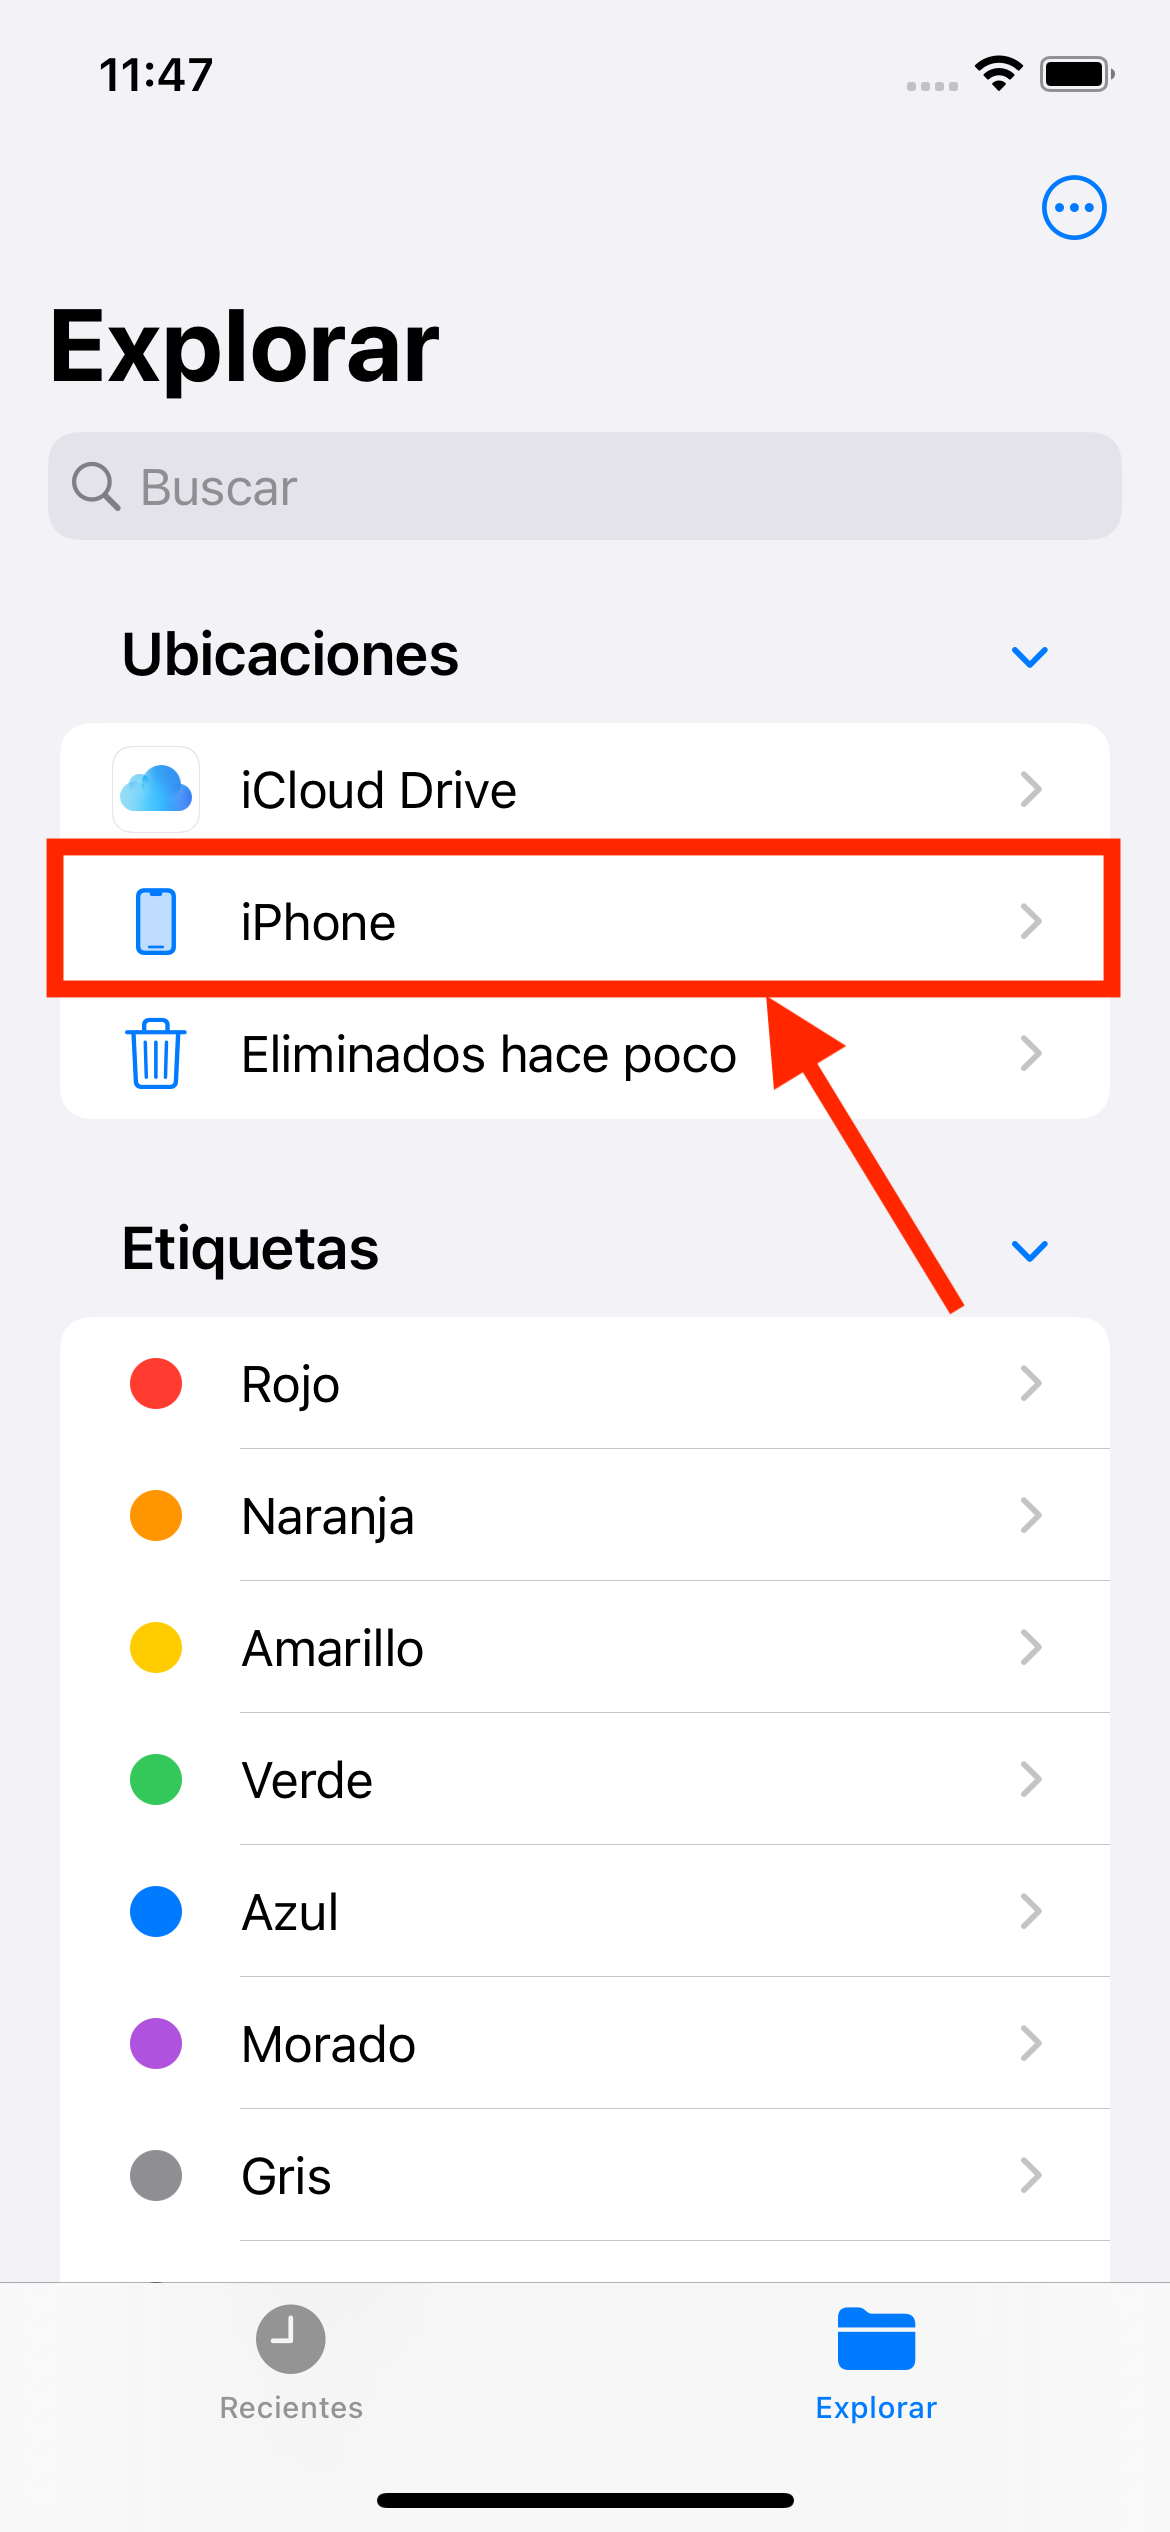 11:47
Explorar
Buscar
Ubicaciones
iCloud Drive
iPhone
Eliminados hace poco
Etiquetas
Rojo
Naranja
Amarillo
Verde
Azul
Morado
Gris
Recientes
Explorar